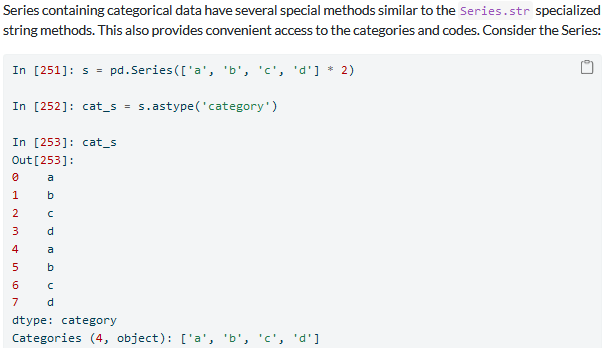 Series containing categorical data have several special methods similar to the Series.str specialized
string methods. This also provides convenient access to the categories and codes. Consider the Series:
In [251]: s = pd.Series(['a', 'b', 'c', 'd'] * 2)
In [252]: cat_s = s.astype('category')
In [253]: cat_s
Out[253]:
0    a
1    b
2    c
3    d
4    a
5    b
6    c
7    d
dtype: category
Categories (4, object): ['a', 'b', 'c', 'd']